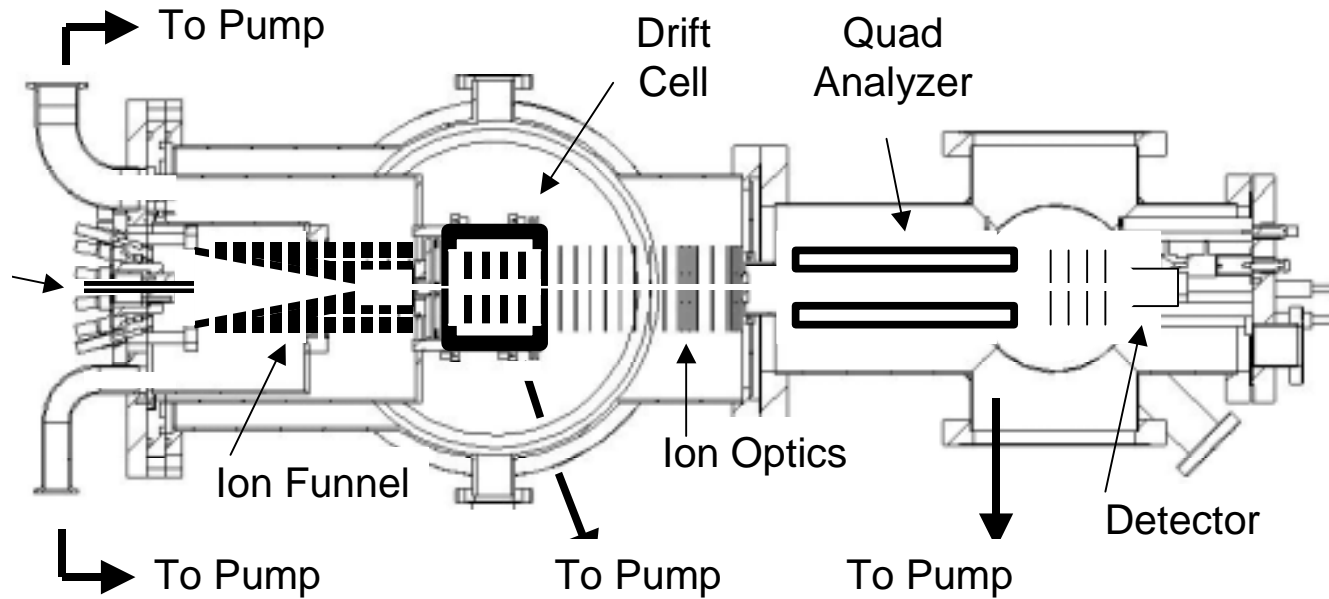 To Pump
Drift
Cell
Quad
Analyzer
Ion Funnel
Ion Optics
Detector
To Pump
To Pump
To Pump